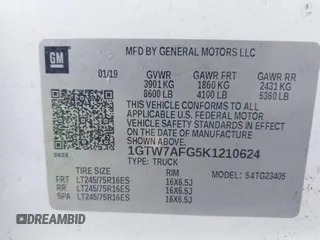 GM
MFD BY GENERAL MOTORS LLC
01/19 GVWR GAWR FRT GAWR RR
3901 KG 1860 KG 2431 KG
8600 LB 4100 LB 5360 LB
THIS VEHICLE CONFORMS TO ALL APPLICABLE U.S. FEDERAL MOTOR VEHICLE SAFETY STANDARDS IN EFFECT ON THE DATE OF MANUFACTURE SHOWN ABOVE.
1GTW7AFG5K1210624
TYPE: TRUCK
TIRE SIZE RIM S4TG23405
FRT LT245/75R16ES 16X6.5J
RR LT245/75R16ES 16X6.5J
SPA LT245/75R16ES 16X6.5J